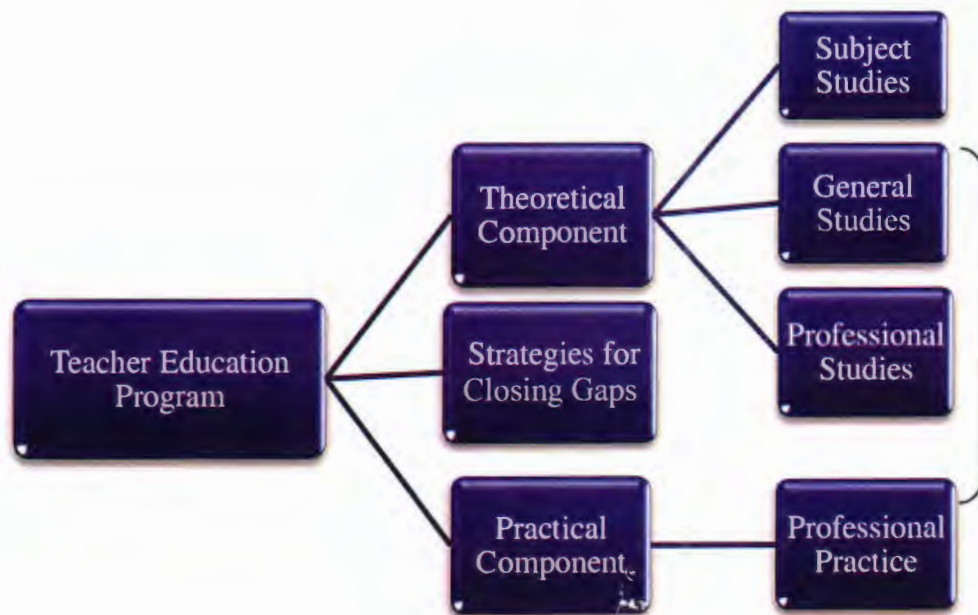 Teacher Education
Program
Theoretical
Component
Strategies for
Closing Gaps
Practical
Component
Subject
Studies
General
Studies
Professional
Studies
Professional
Practice